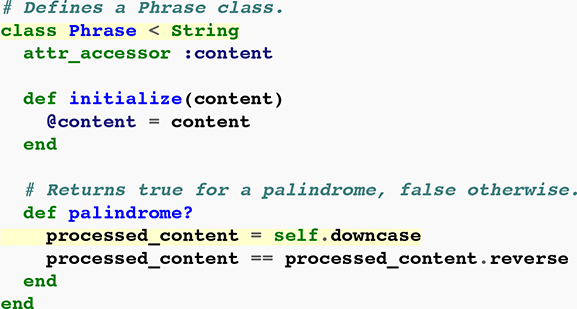 # Defines a Phrase class.
class Phrase < String
  attr_accessor :content

  def initialize(content)
    @content = content
  end

  # Returns true for a palindrome, false otherwise.
  def palindrome?
    processed_content = self.downcase
    processed_content == processed_content.reverse
  end
end